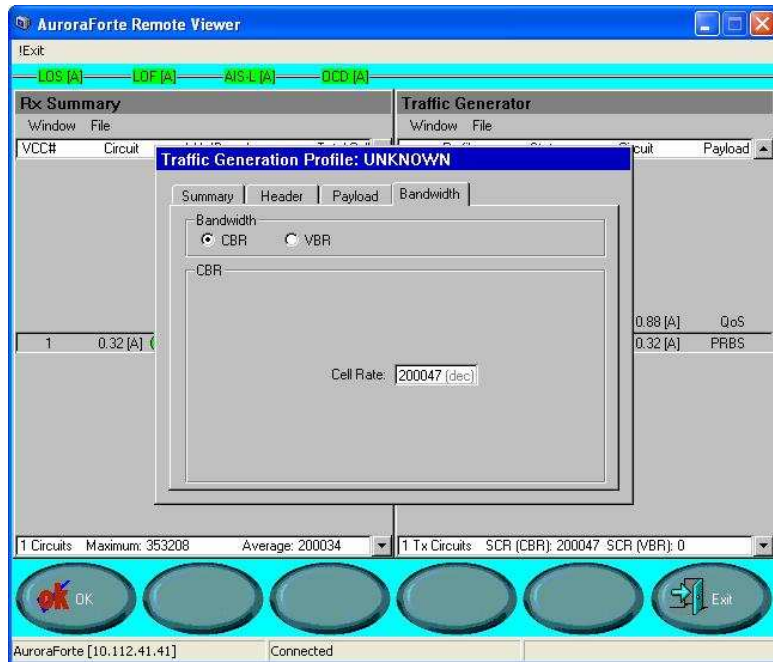 AuroraForte Remote Viewer
!Exit
LOS [A] LOF [A] AIS-L [A] OCD [A]
Rx Summary Traffic Generator
Window File Window File
VCC# Circuit Payload
Traffic Generation Profile: UNKNOWN
Summary Header Payload Bandwidth
Bandwidth
CBR VBR
CBR
0.88 [A] QoS
1 0.32 [A] 0.32 [A] PRBS
Cell Rate: 200047 (dec)
1 Circuits Maximum: 353208 Average: 200034 1 Tx Circuits SCR (CBR): 200047 SCR (VBR): 0
ok OK Exit
AuroraForte [10.112.41.41] Connected